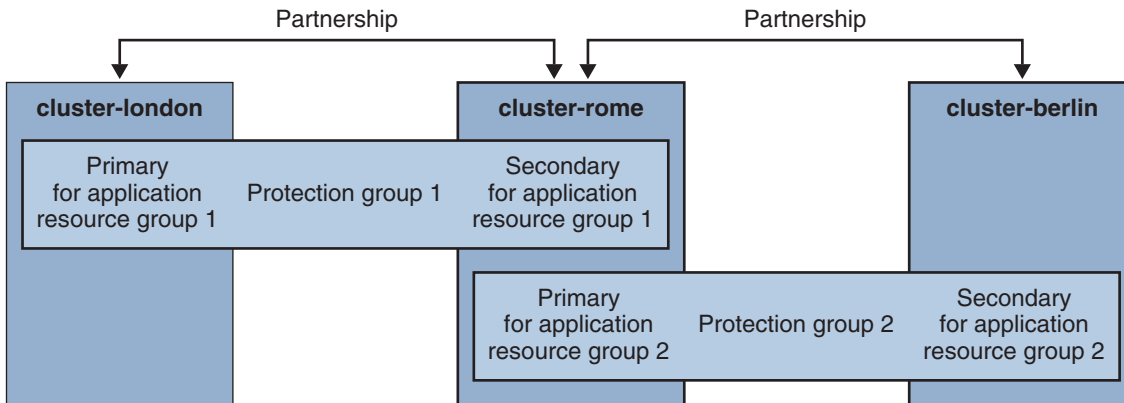 Partnership
Partnership
cluster-london
cluster-rome
cluster-berlin
Primary
for application
resource group 1
Protection group 1
Secondary
for application
resource group 1
Primary
for application
resource group 2
Protection group 2
Secondary
for application
resource group 2